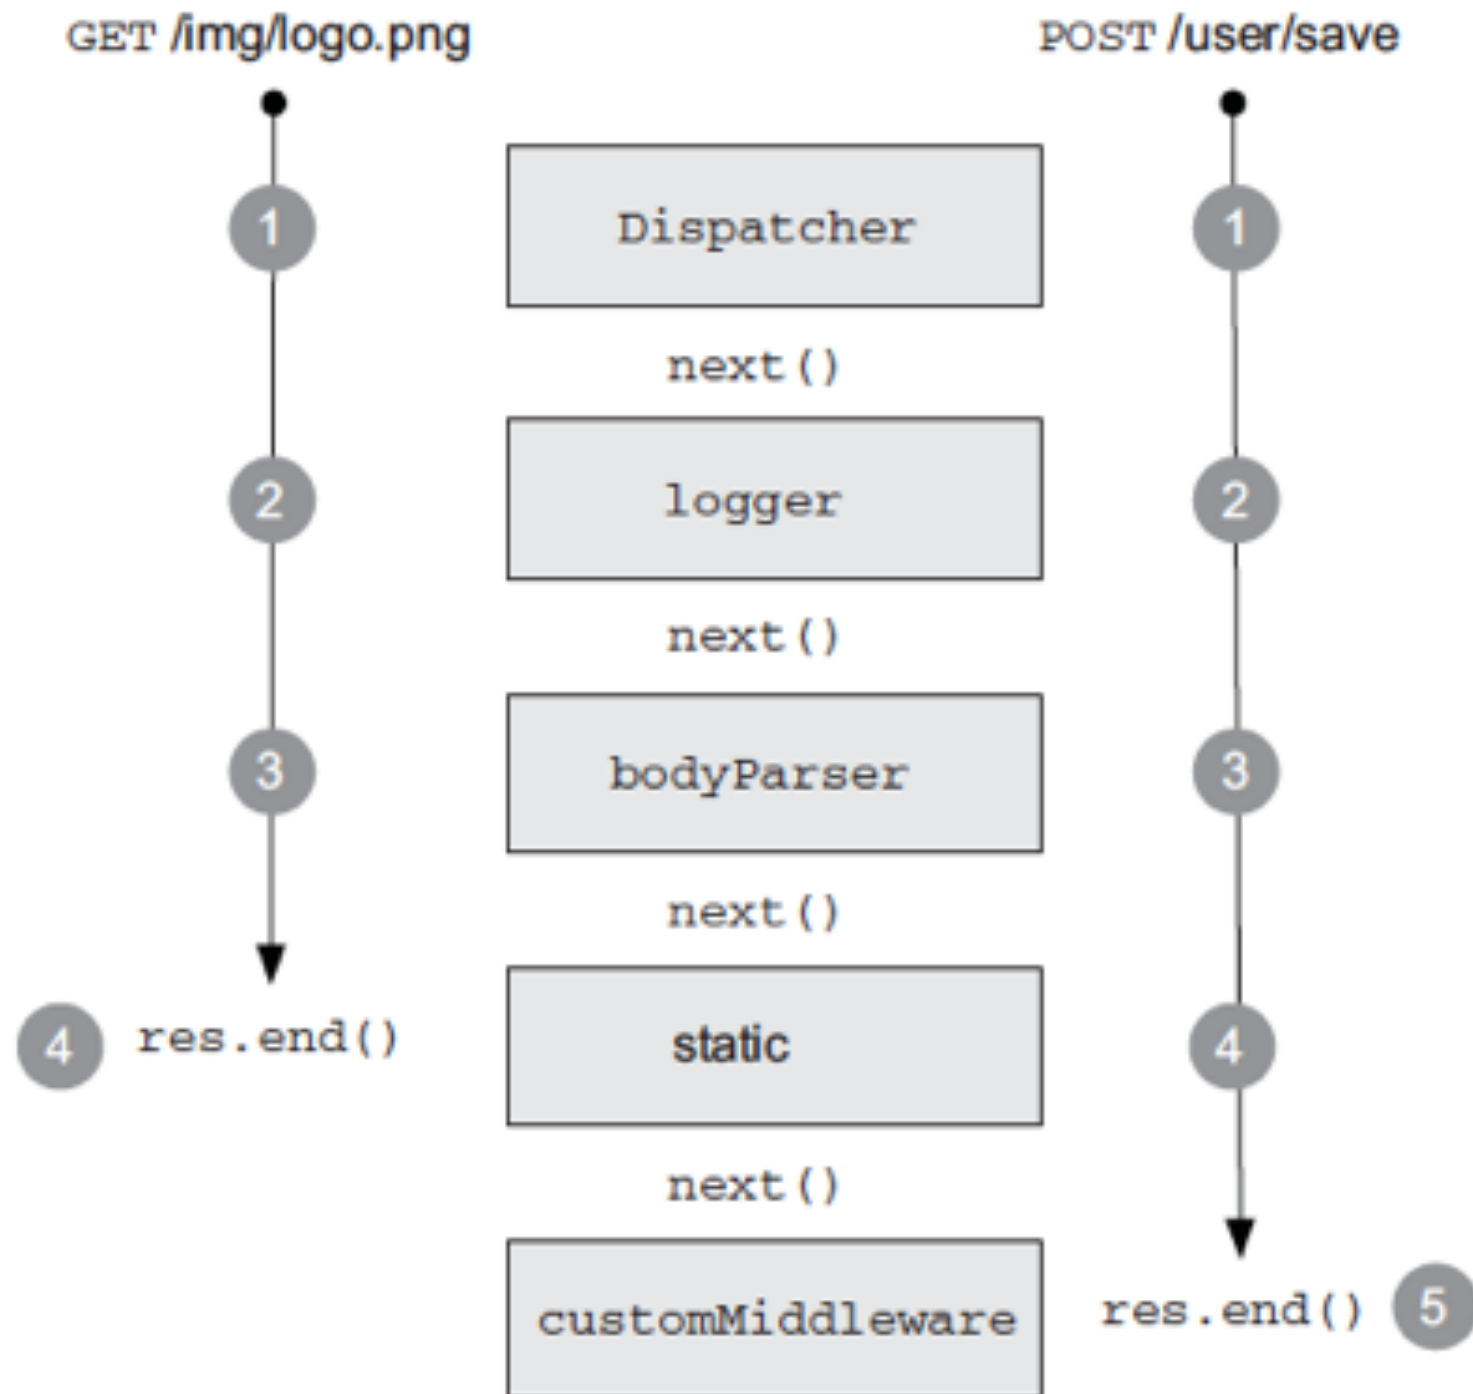 GET /img/logo.png
POST /user/save
1
Dispatcher
1
next()
2
logger
2
next()
3
bodyParser
3
next()
4
res.end()
static
4
next()
customMiddleware
res.end()
5